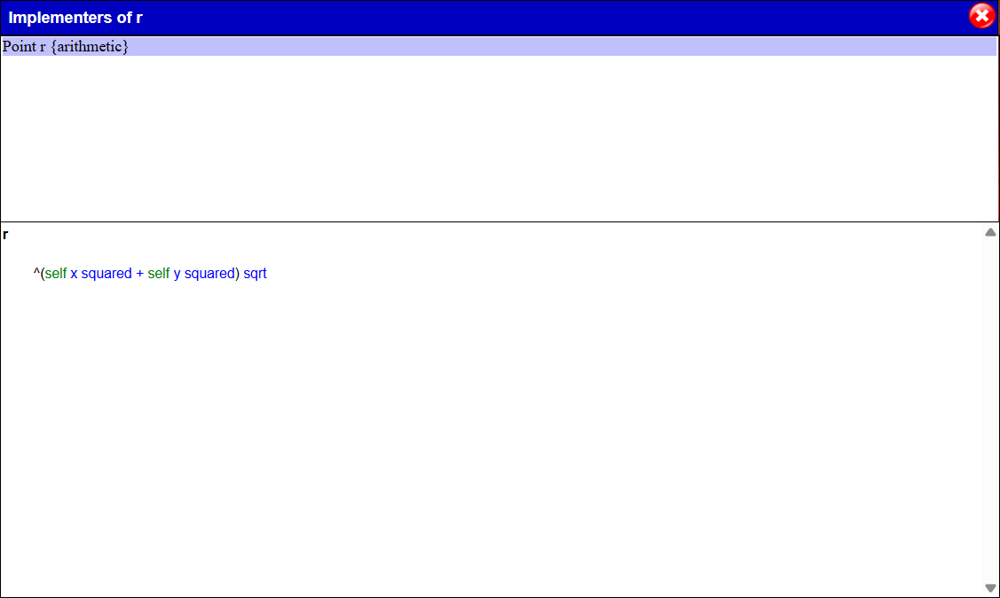 Implementers of r
Point r {arithmetic}
r
^(self x squared + self y squared) sqrt